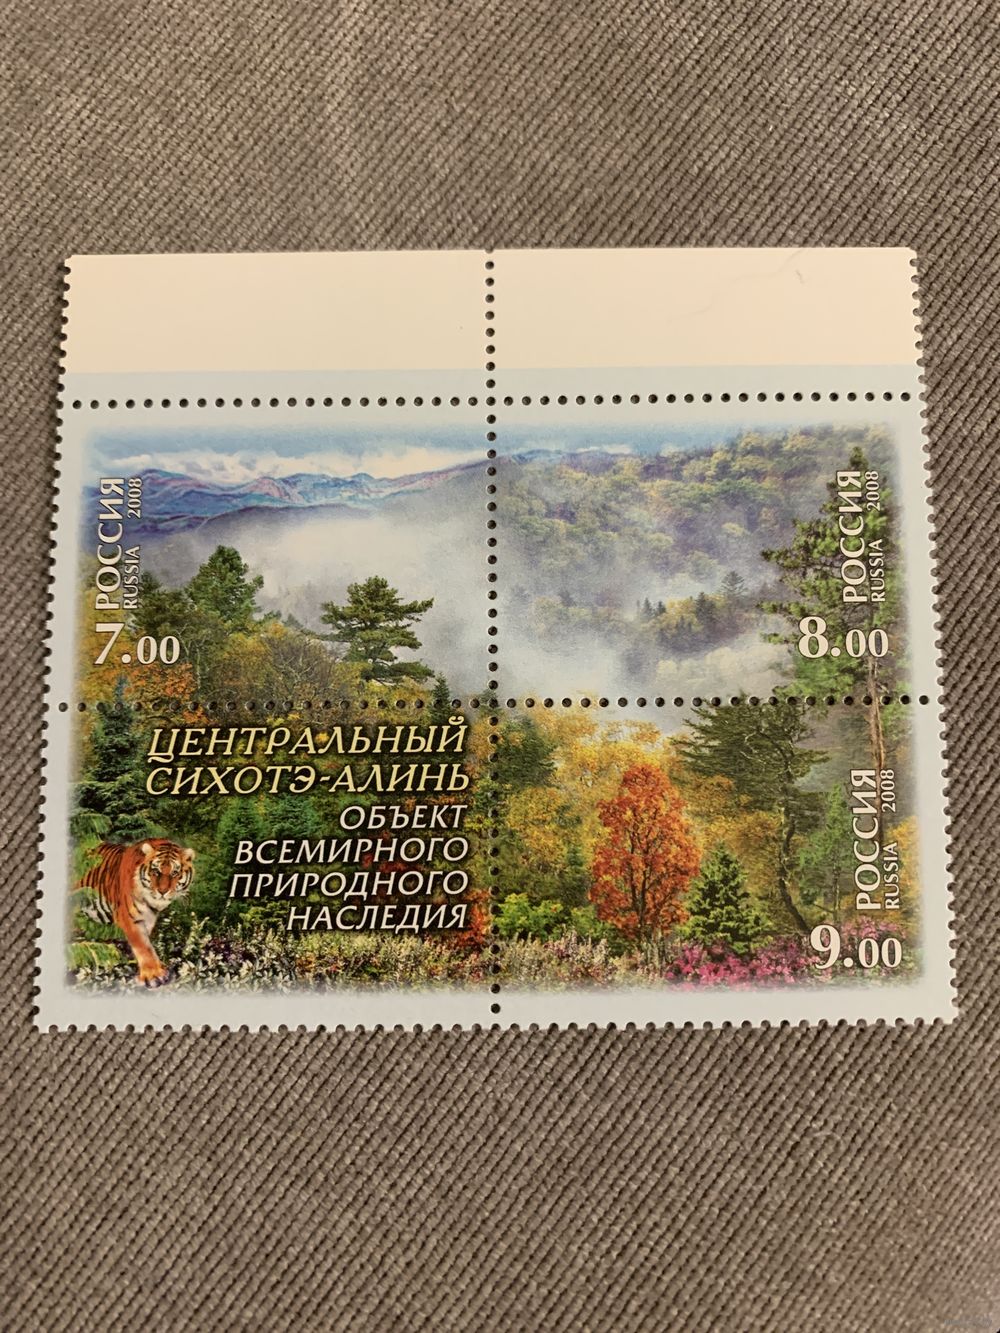 РОССИЯ
RUSSIA 2008
7.00
РОССИЯ
RUSSIA 2008
8.00
ЦЕНТРАЛЬНЫЙ
СИХОТЭ-АЛИНЬ
ОБЪЕКТ
ВСЕМИРНОГО
ПРИРОДНОГО
НАСЛЕДИЯ
РОССИЯ
RUSSIA 2008
9.00